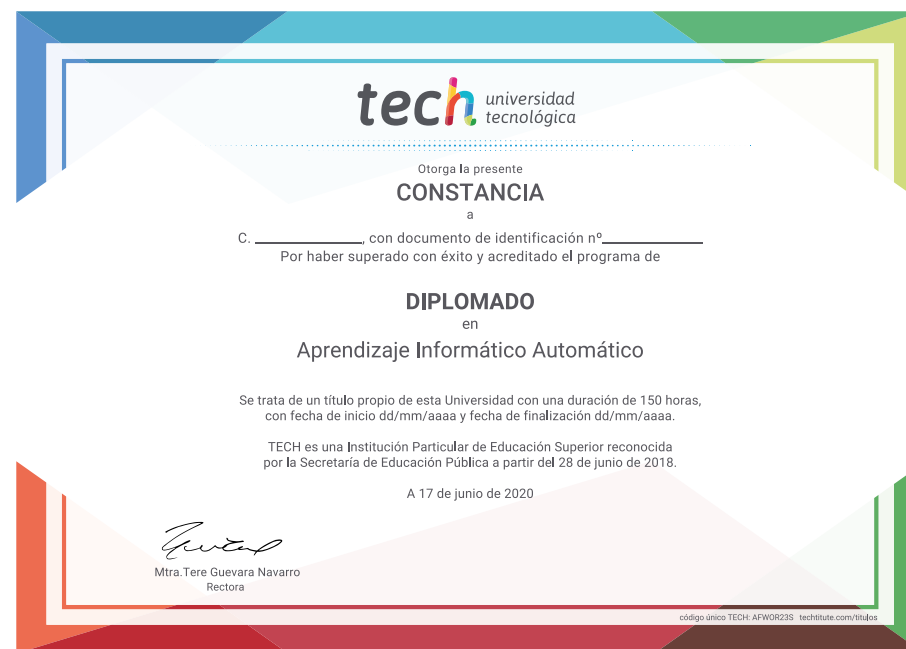 tech universidad
tecnológica
Otorga la presente
CONSTANCIA
a
C. ____________, con documento de identificación nº____________
Por haber superado con éxito y acreditado el programa de
DIPLOMADO
en
Aprendizaje Informático Automático
Se trata de un título propio de esta Universidad con una duración de 150 horas,
con fecha de inicio dd/mm/aaaa y fecha de finalización dd/mm/aaaa.
TECH es una Institución Particular de Educación Superior reconocida
por la Secretaría de Educación Pública a partir del 28 de junio de 2018.
A 17 de junio de 2020
Mtra.Tere Guevara Navarro
Rectora
código único TECH: AFWOR23S techtitute.com/titulos